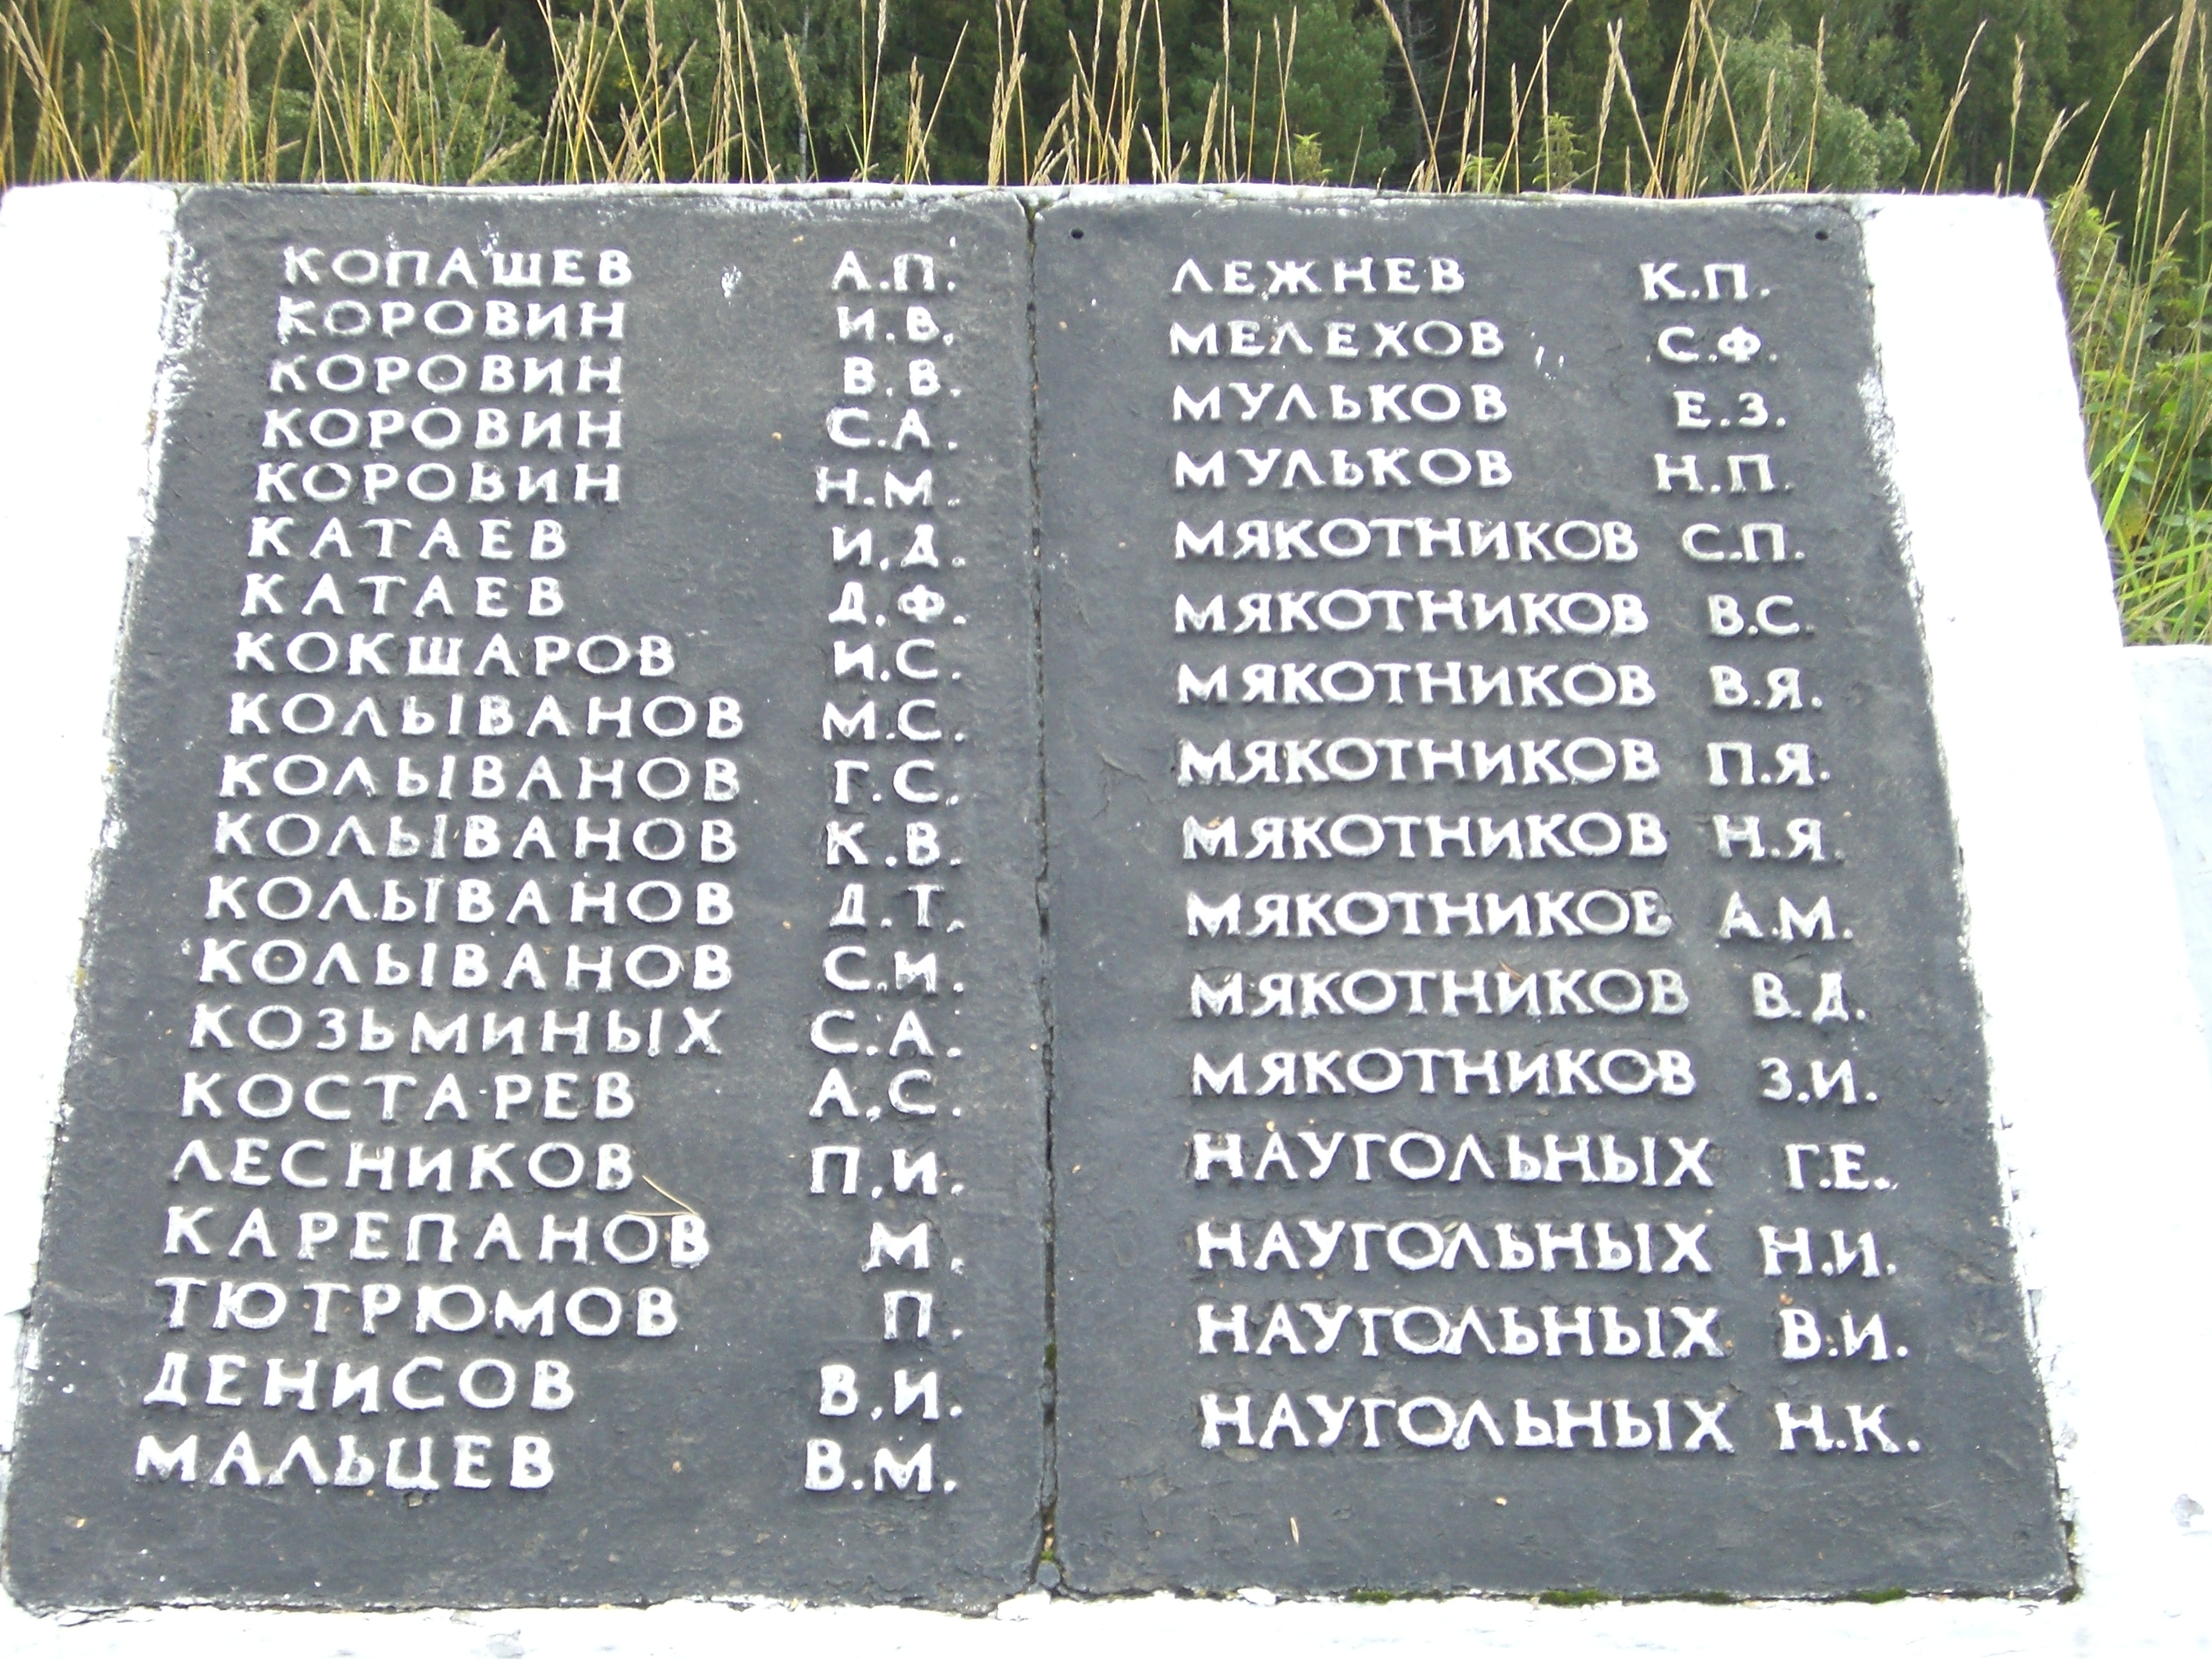 КОПАШЕВ А.П.
КОРОВИН И.В.
КОРОВИН В.В.
КОРОВИН С.А.
КОРОВИН Н.М.
КАТАЕВ И.Д.
КАТАЕВ Д.Ф.
КОКШАРОВ И.С.
КОЛЫВАНОВ М.С.
КОЛЫВАНОВ Г.С.
КОЛЫВАНОВ К.В.
КОЛЫВАНОВ Д.Т.
КОЛЫВАНОВ С.И.
КОЗЬМИНЫХ С.А.
КОСТАРЕВ А.С.
ЛЕСНИКОВ П.И.
КАРЕПАНОВ М.
ТЮТРЮМОВ П.
ДЕНИСОВ В.И.
МАЛЬЦЕВ В.М.
ЛЕЖНЕВ К.П.
МЕЛЕХОВ С.Ф.
МУЛЬКОВ Е.З.
МУЛЬКОВ Н.П.
МЯКОТНИКОВ С.П.
МЯКОТНИКОВ В.С.
МЯКОТНИКОВ В.Я.
МЯКОТНИКОВ П.Я.
МЯКОТНИКОВ Н.Я.
МЯКОТНИКОВ А.М.
МЯКОТНИКОВ В.Д.
МЯКОТНИКОВ З.И.
НАУГОЛЬНЫХ Г.Е.
НАУГОЛЬНЫХ Н.И.
НАУГОЛЬНЫХ В.И.
НАУГОЛЬНЫХ Н.К.